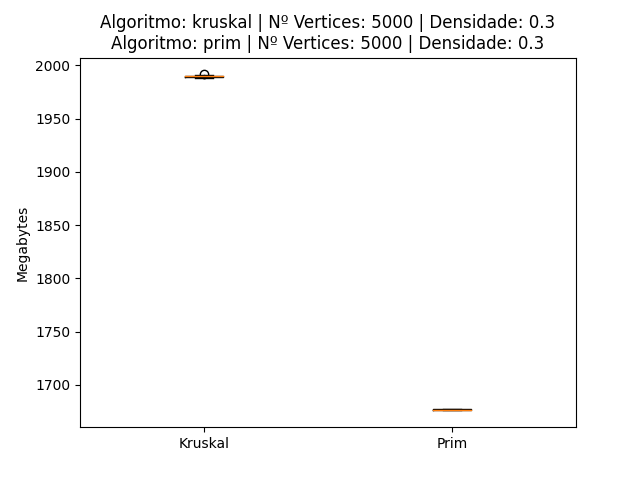 Algoritmo: kruskal | Nº Vertices: 5000 | Densidade: 0.3
Algoritmo: prim | Nº Vertices: 5000 | Densidade: 0.3
Megabytes
2000
1950
1900
1850
1800
1750
1700
Kruskal
Prim